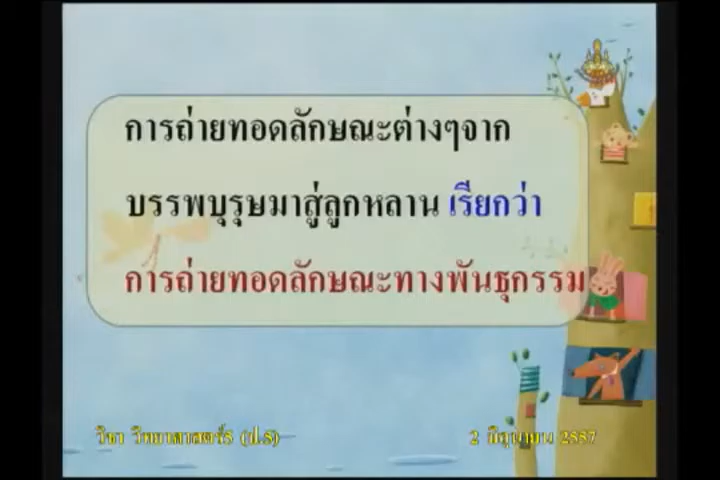 การถ่ายทอดลักษณะต่างๆจาก
บรรพบุรุษมาสู่ลูกหลาน เรียกว่า
การถ่ายทอดลักษณะทางพันธุกรรม
วิชา วิทยาศาสตร์5 (ป.5)
2 มิถุนายน 2557